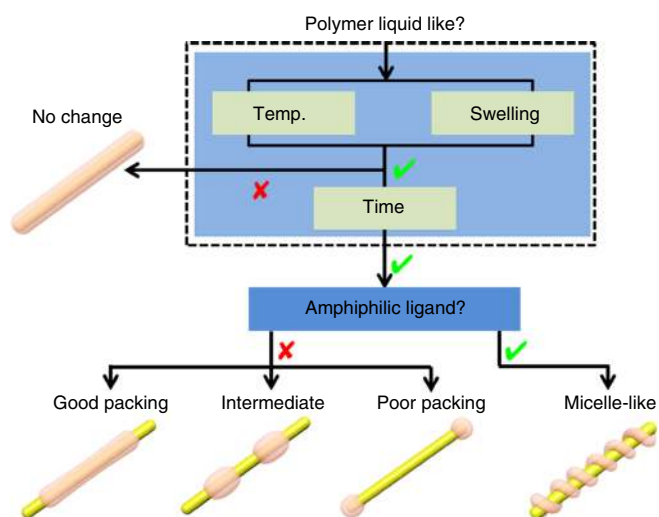 Polymer liquid like?
Temp.
Swelling
No change
Time
Amphiphilic ligand?
Good packing
Intermediate
Poor packing
Micelle-like